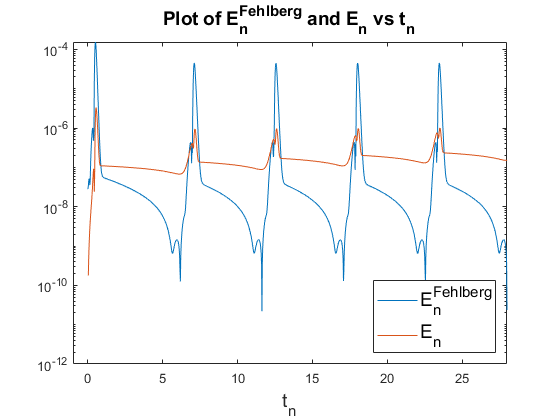 Plot of E_n^Fehlberg and E_n vs t_n
10^-4
10^-6
10^-8
10^-10
10^-12
0 5 10 15 20 25
t_n
E_n^Fehlberg
E_n